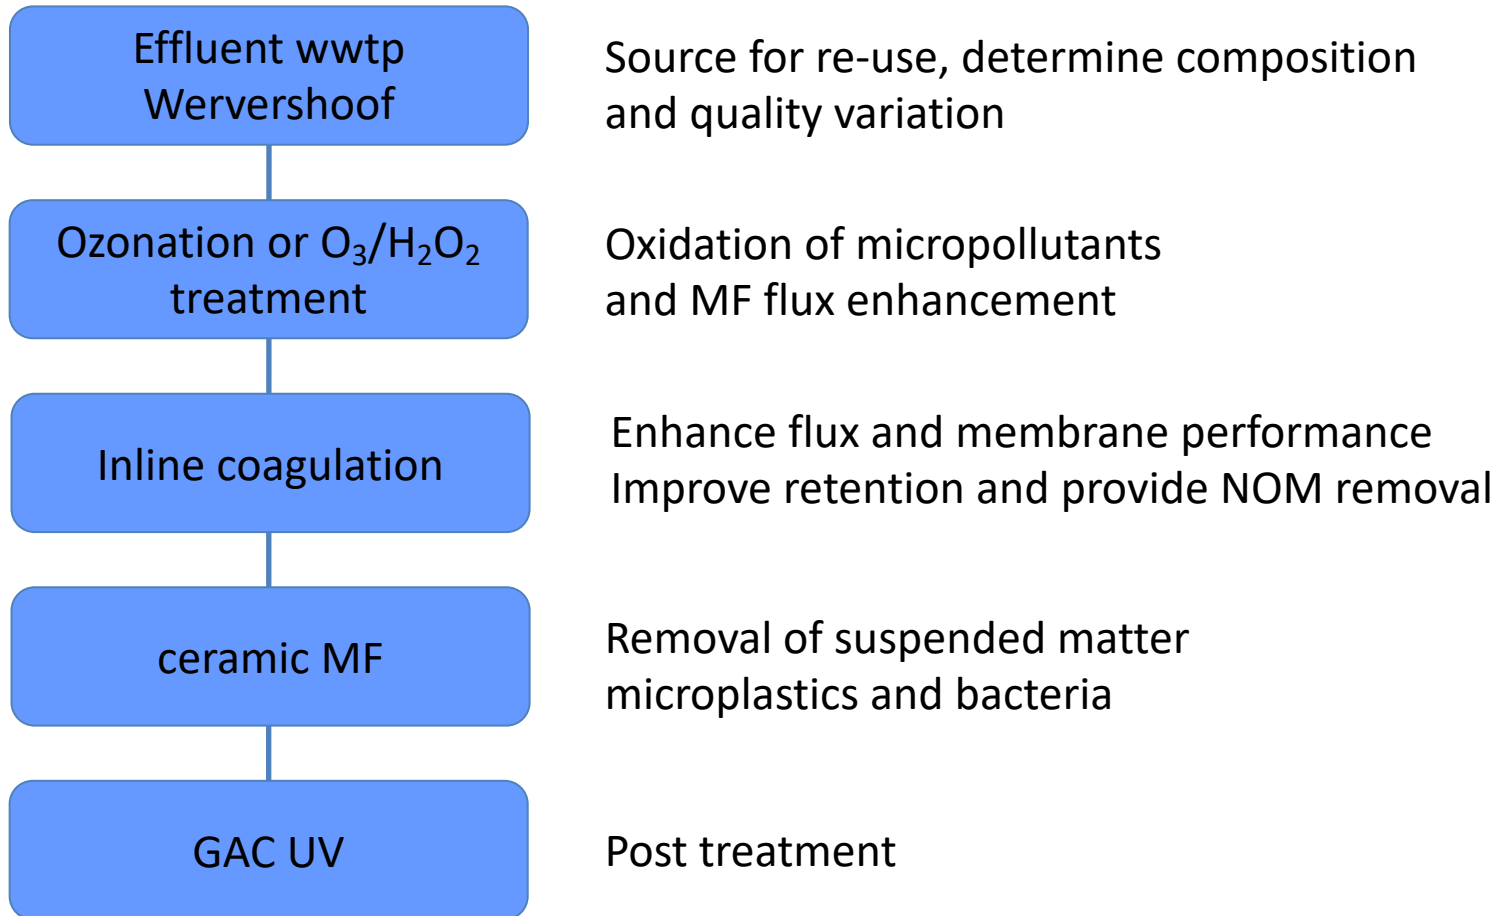 Effluent wwtp
Wervershoof
Source for re-use, determine composition
and quality variation
Ozonation or O₃/H₂O₂
treatment
Oxidation of micropollutants
and MF flux enhancement
Inline coagulation
Enhance flux and membrane performance
Improve retention and provide NOM removal
ceramic MF
Removal of suspended matter
microplastics and bacteria
GAC UV
Post treatment